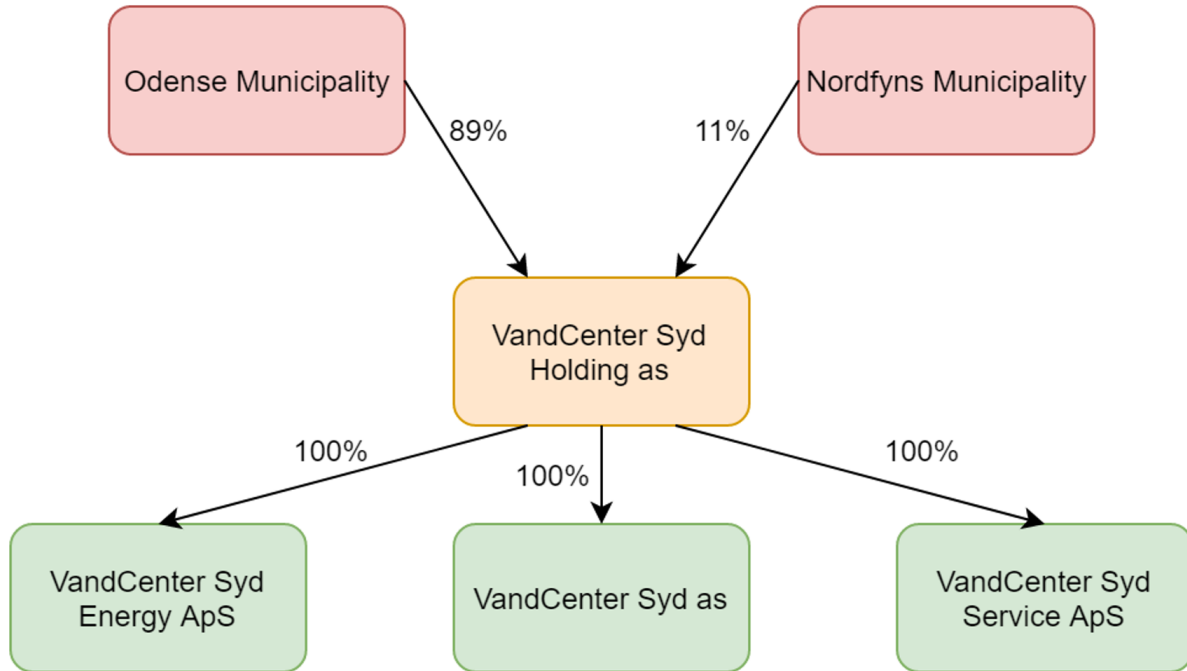 Odense Municipality
Nordfyns Municipality
89%
11%
VandCenter Syd
Holding as
100%
100%
100%
VandCenter Syd
Energy ApS
VandCenter Syd as
VandCenter Syd
Service ApS